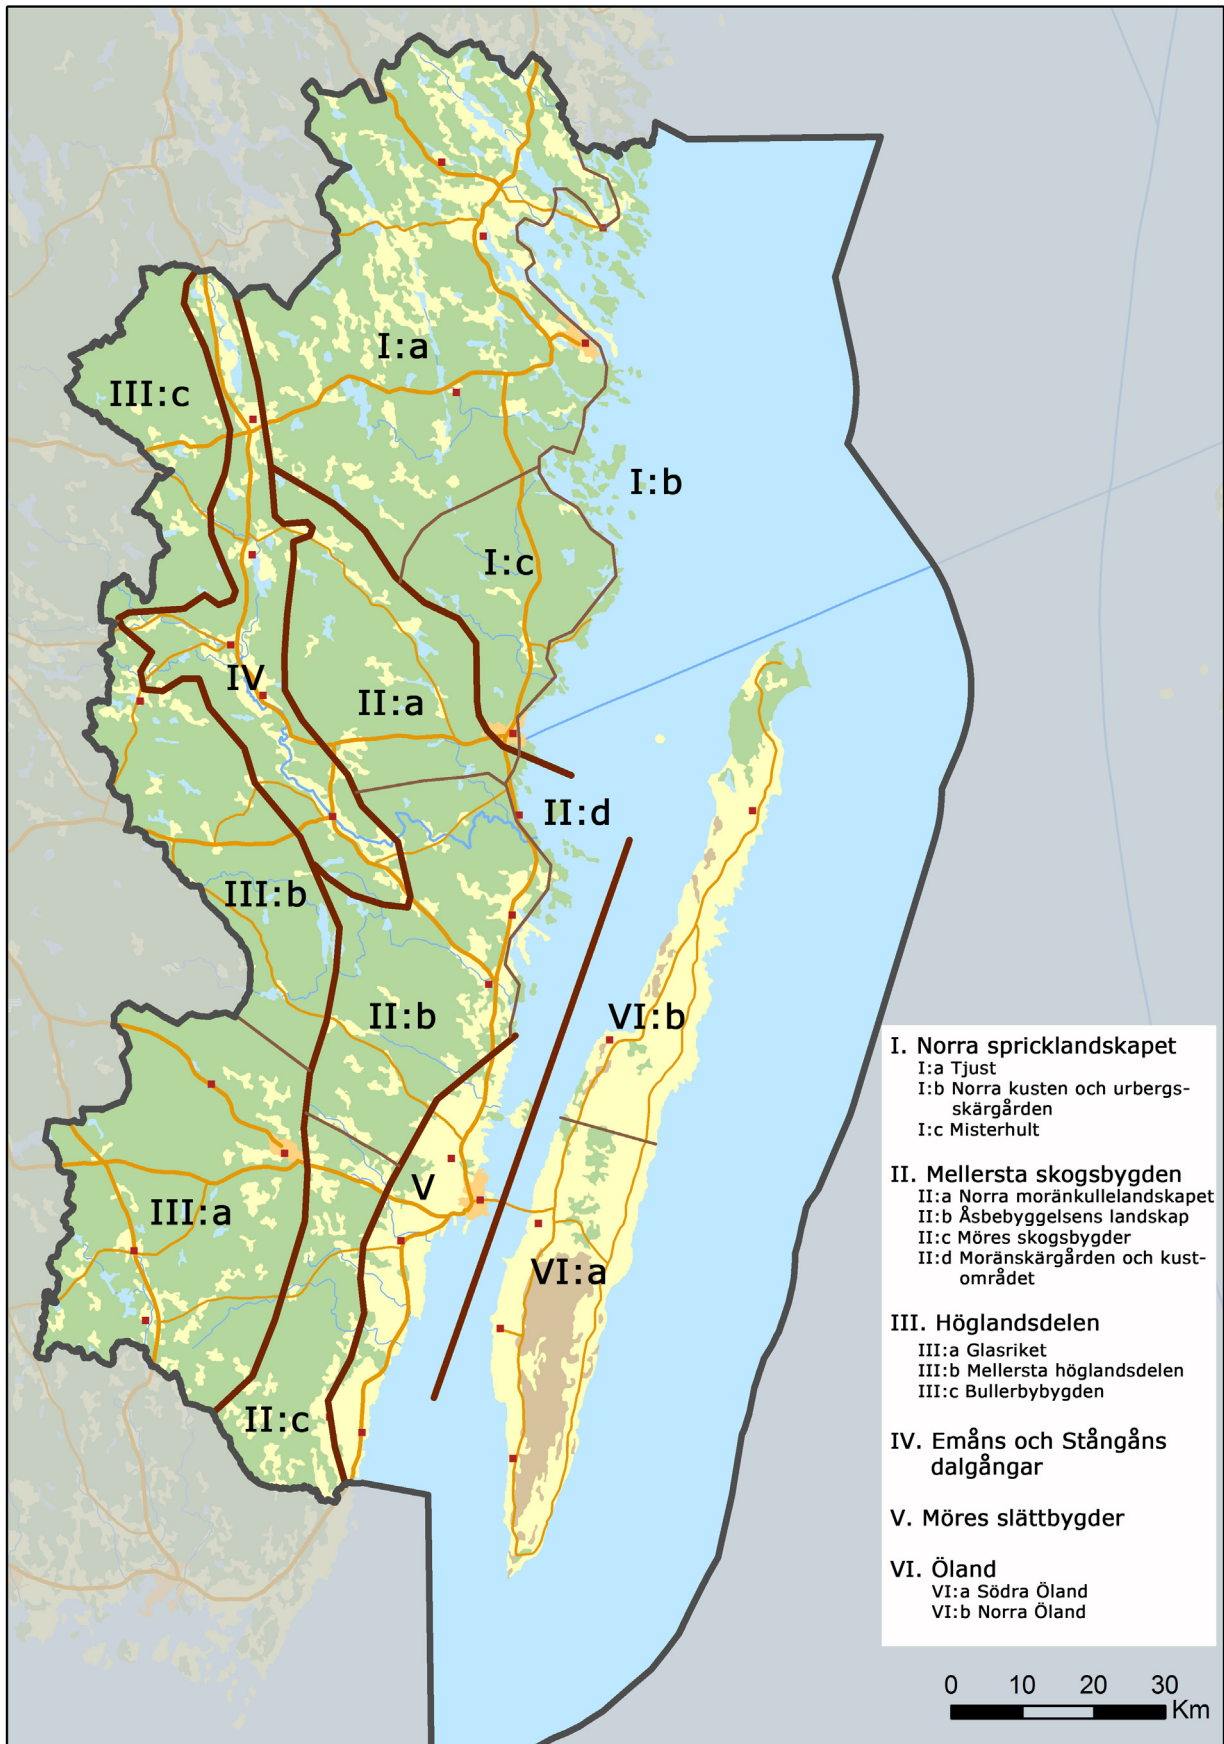 I:a
III:c
I:b
I:c
IV
II:a
II:d
III:b
II:b
VI:b
V
III:a
VI:a
II:c
I. Norra spricklandskapet
I:a Tjust
I:b Norra kusten och urbergs-
skärgården
I:c Misterhult
II. Mellersta skogsbygden
II:a Norra moränkullelandskapet
II:b Åsbebyggelsens landskap
II:c Möres skogsbygder
II:d Moränskärgården och kust-
området
III. Höglandsdelen
III:a Glasriket
III:b Mellersta höglandsdelen
III:c Bullerbybygden
IV. Emåns och Stångåns
dalgångar
V. Möres slättbygder
VI. Öland
VI:a Södra Öland
VI:b Norra Öland
0 10 20 30
Km